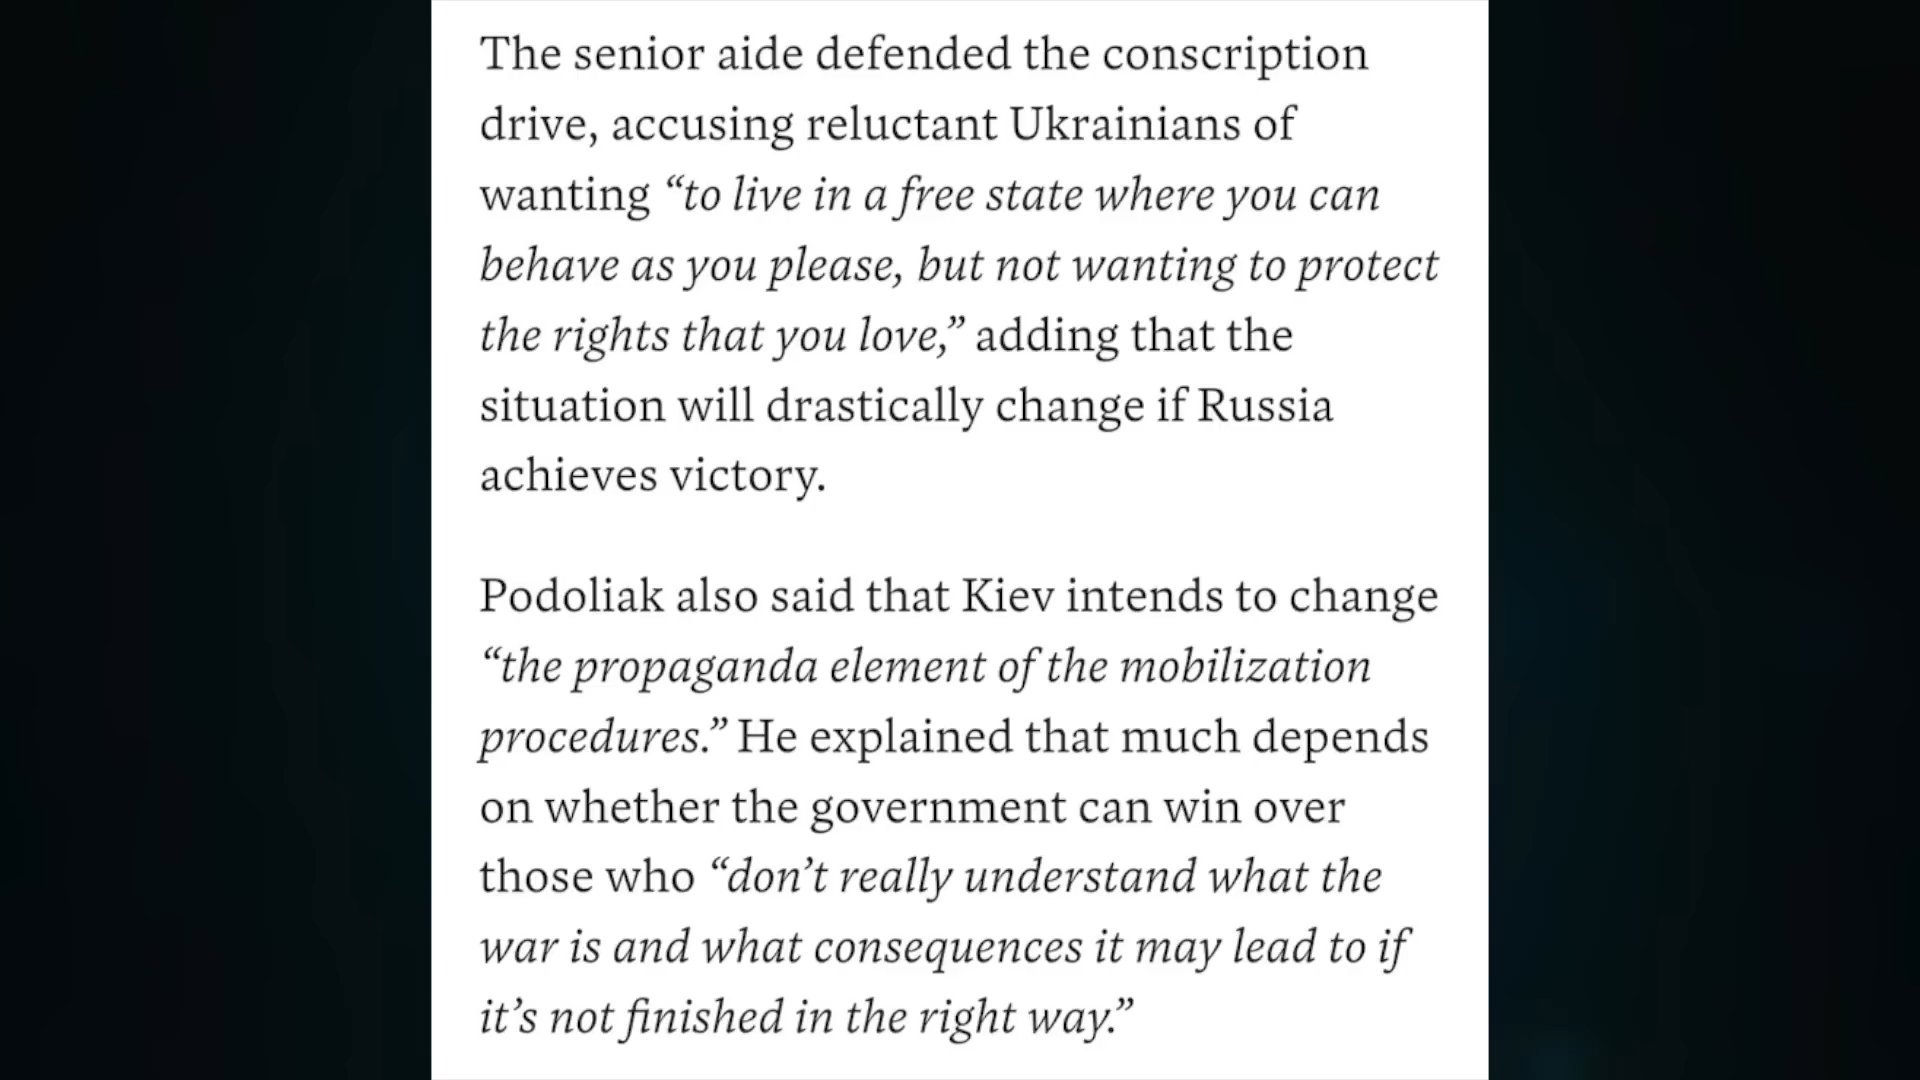 The senior aide defended the conscription
drive, accusing reluctant Ukrainians of
wanting “to live in a free state where you can
behave as you please, but not wanting to protect
the rights that you love,” adding that the
situation will drastically change if Russia
achieves victory.
Podoliak also said that Kiev intends to change
“the propaganda element of the mobilization
procedures.” He explained that much depends
on whether the government can win over
those who “don’t really understand what the
war is and what consequences it may lead to if
it’s not finished in the right way.”